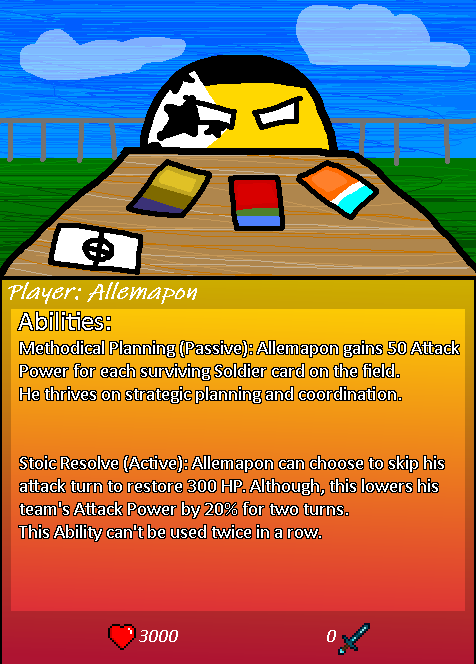 Player: Allemapon
Abilities:
Methodical Planning (Passive): Allemapon gains 50 Attack
Power for each surviving Soldier card on the field.
He thrives on strategic planning and coordination.
Stoic Resolve (Active): Allemapon can choose to skip his
attack turn to restore 300 HP. Although, this lowers his
team's Attack Power by 20% for two turns.
This Ability can't be used twice in a row.
3000
0